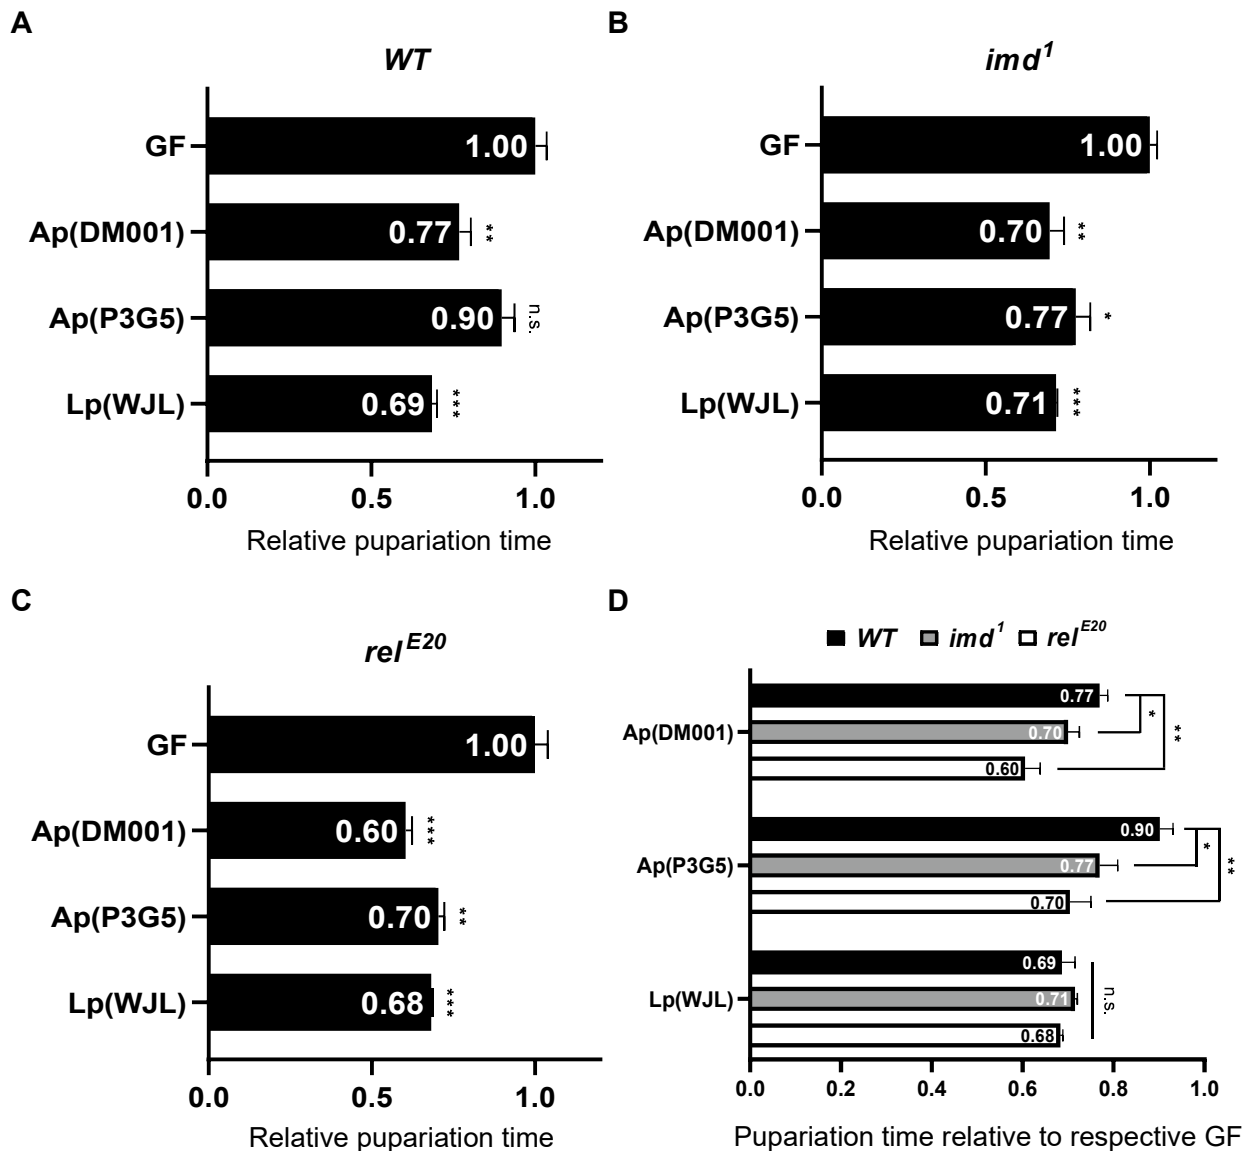 A
WT
GF
1.00
Ap(DM001)
0.77
**
Ap(P3G5)
0.90
n.s.
Lp(WJL)
0.69
***
0.0 0.5 1.0
Relative pupariation time
B
imd1
GF
1.00
Ap(DM001)
0.70
**
Ap(P3G5)
0.77
*
Lp(WJL)
0.71
***
0.0 0.5 1.0
Relative pupariation time
C
relE20
GF
1.00
Ap(DM001)
0.60
***
Ap(P3G5)
0.70
**
Lp(WJL)
0.68
***
0.0 0.5 1.0
Relative pupariation time
D
WT imd1 relE20
Ap(DM001)
0.77
0.70
0.60
*
**
Ap(P3G5)
0.90
0.77
0.70
*
**
Lp(WJL)
0.69
0.71
0.68
n.s.
0.0 0.2 0.4 0.6 0.8 1.0
Pupariation time relative to respective GF